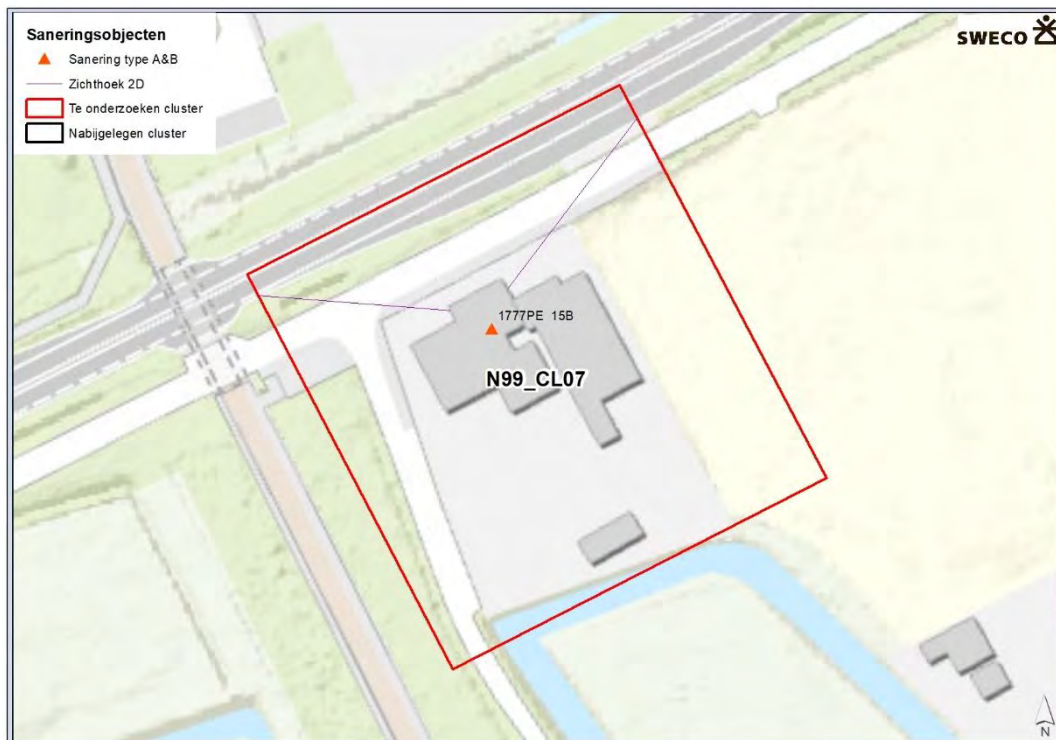 Saneringsobjecten
Sanering type A&B
Zichthoek 2D
Te onderzoeken cluster
Nabijgelegen cluster
SWECO
1777PE 15B
N99_CL07
N